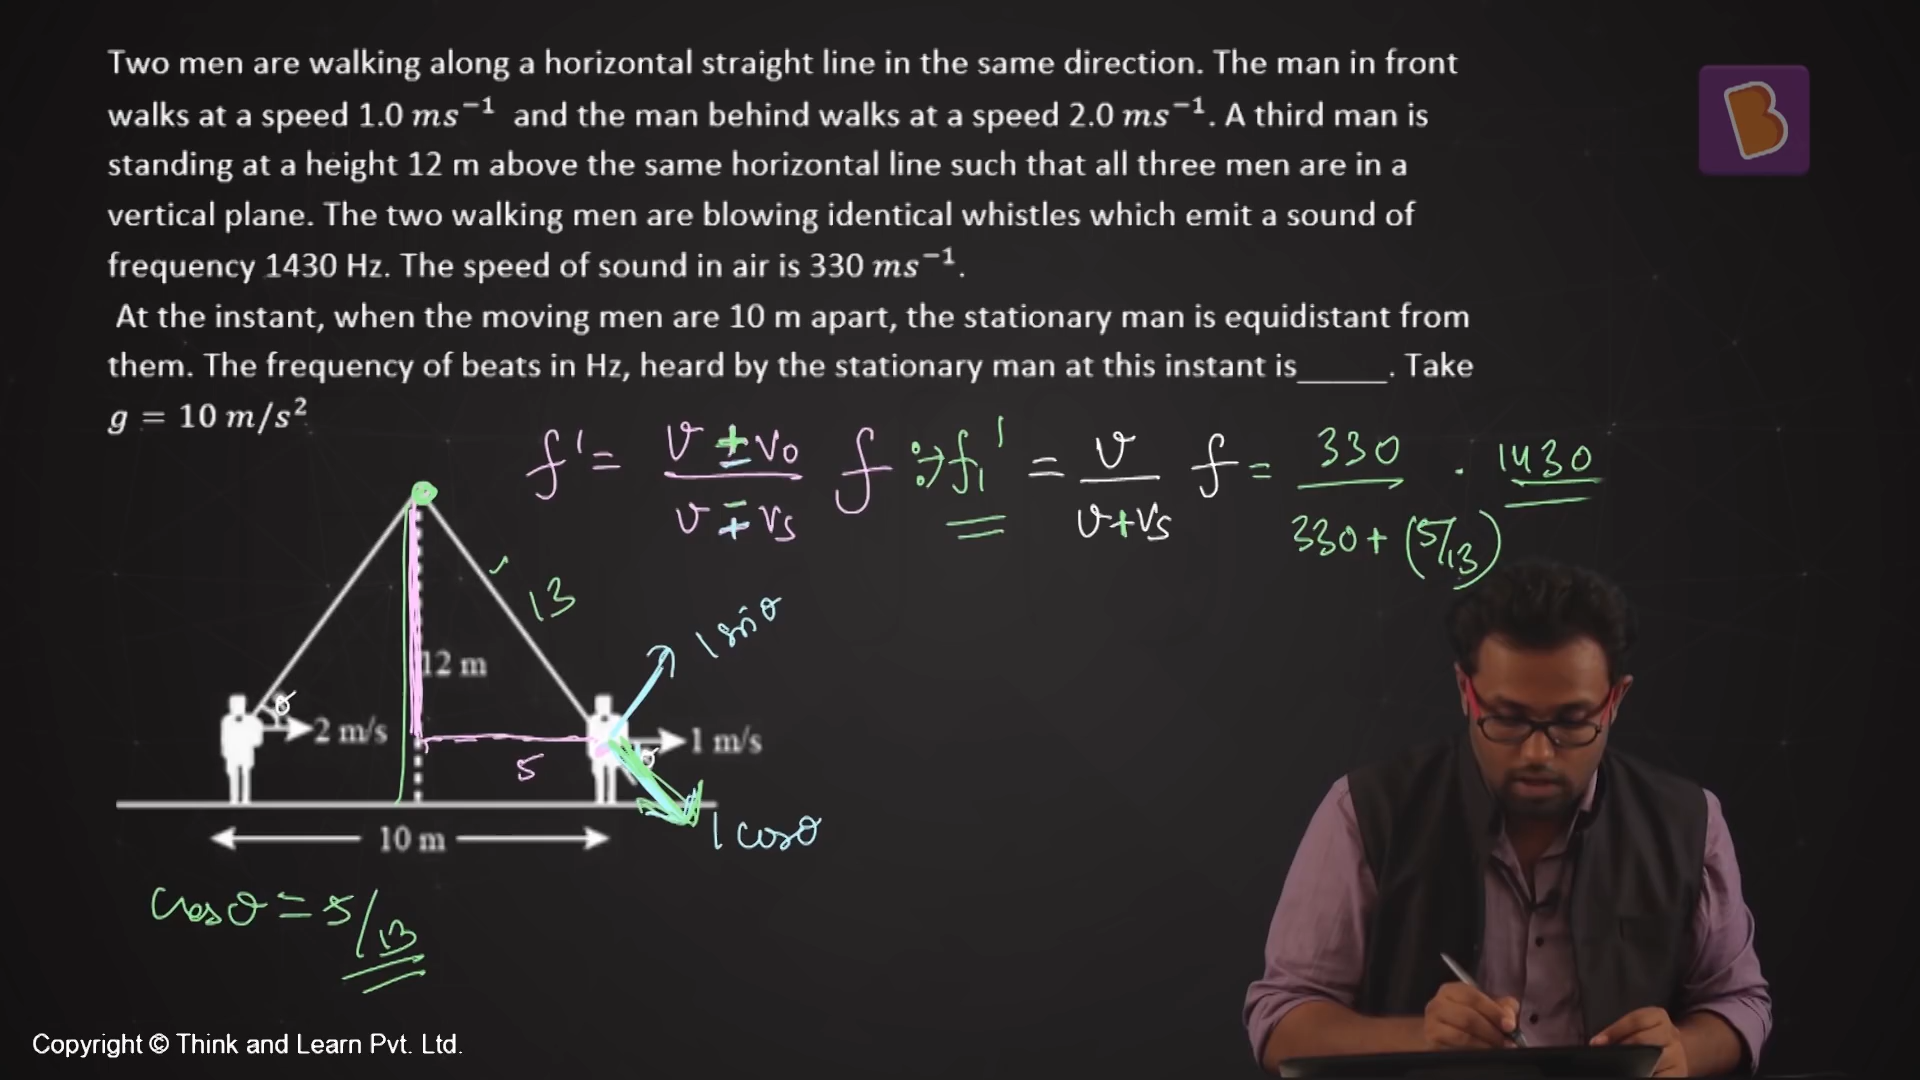 Two men are walking along a horizontal straight line in the same direction. The man in front
walks at a speed 1.0 ms⁻¹ and the man behind walks at a speed 2.0 ms⁻¹. A third man is
standing at a height 12 m above the same horizontal line such that all three men are in a
vertical plane. The two walking men are blowing identical whistles which emit a sound of
frequency 1430 Hz. The speed of sound in air is 330 ms⁻¹.
At the instant, when the moving men are 10 m apart, the stationary man is equidistant from
them. The frequency of beats in Hz, heard by the stationary man at this instant is_____. Take
g = 10 m/s²
f' = (v ± v₀)/(v ∓ vₛ) f ⇒ f₁' = v/(v+vₛ) f = 330/(330 + (5/13)) · 1430
13
1 sin θ
12 m
θ
2 m/s
1 m/s
θ
5
1 cos θ
10 m
cos θ = 5/13
Copyright © Think and Learn Pvt. Ltd.
B